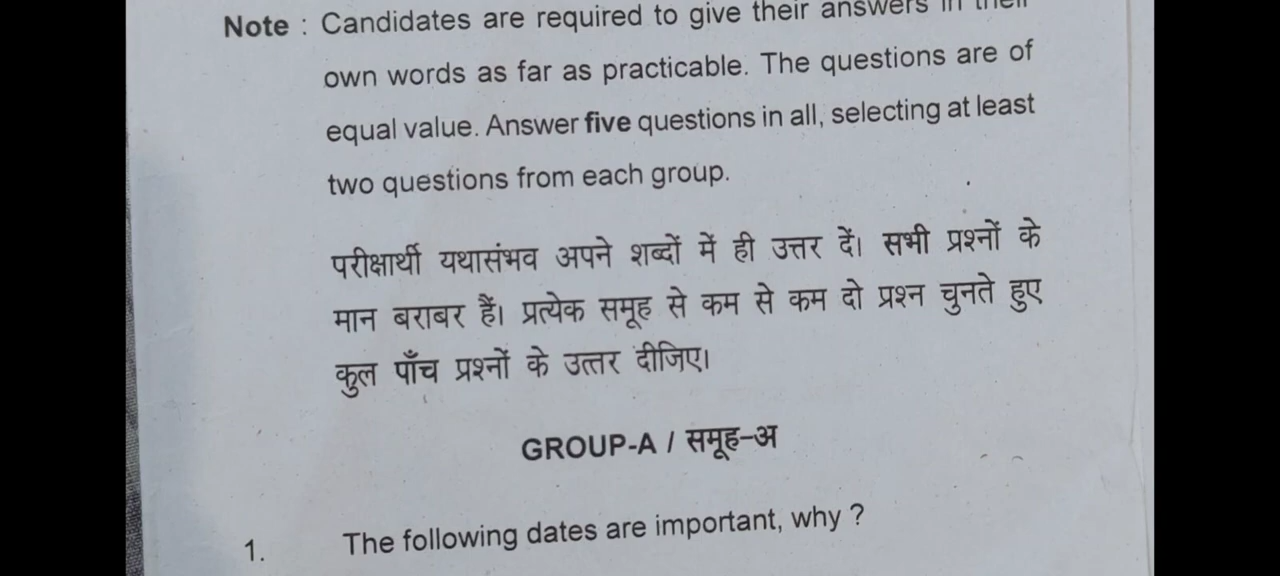 Note : Candidates are required to give their answers in their
own words as far as practicable. The questions are of
equal value. Answer five questions in all, selecting at least
two questions from each group.
परीक्षार्थी यथासंभव अपने शब्दों में ही उत्तर दें। सभी प्रश्नों के
मान बराबर हैं। प्रत्येक समूह से कम से कम दो प्रश्न चुनते हुए
कुल पाँच प्रश्नों के उत्तर दीजिए।
GROUP-A / समूह-अ
1. The following dates are important, why ?